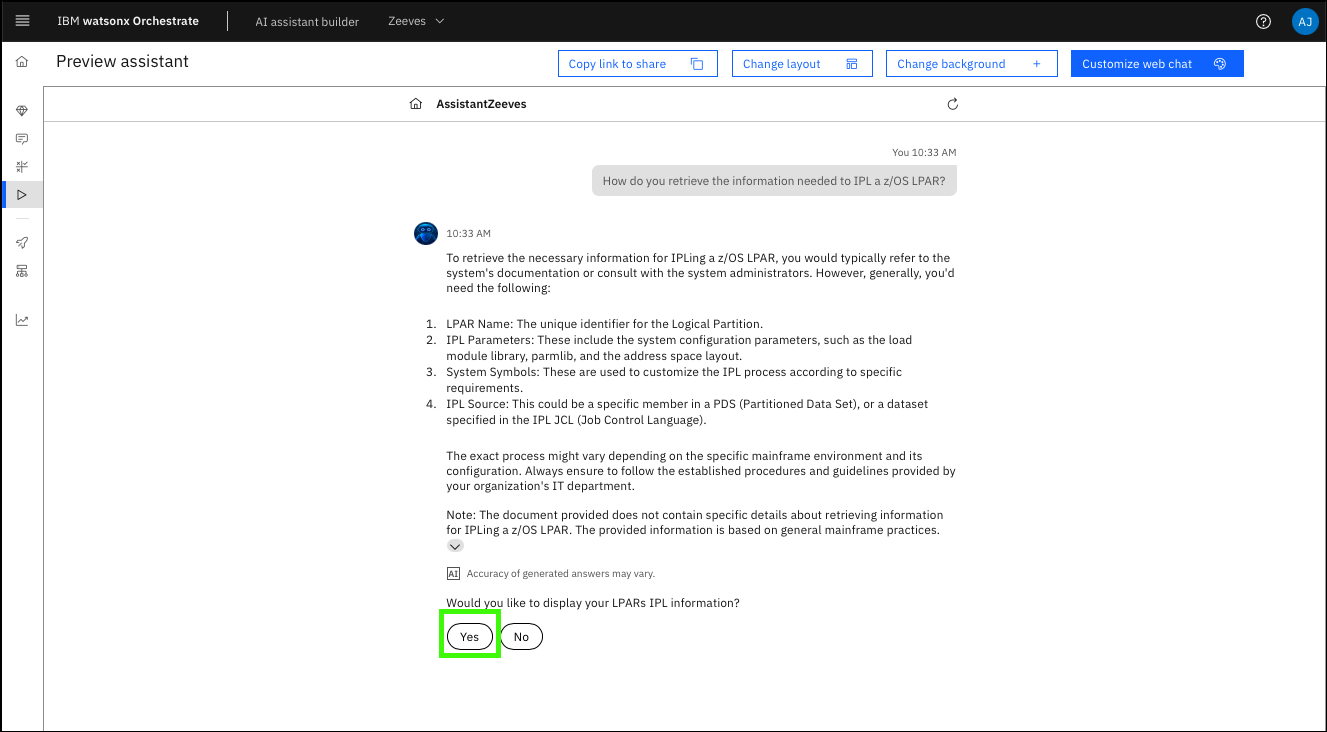 IBM watsonx Orchestrate
AI assistant builder
Zeeves
AJ
Preview assistant
Copy link to share
Change layout
Change background
Customize web chat
AssistantZeeves
You 10:33 AM
How do you retrieve the information needed to IPL a z/OS LPAR?
10:33 AM
To retrieve the necessary information for IPLing a z/OS LPAR, you would typically refer to the
system's documentation or consult with the system administrators. However, generally, you'd
need the following:
1. LPAR Name: The unique identifier for the Logical Partition.
2. IPL Parameters: These include the system configuration parameters, such as the load
module library, parmlib, and the address space layout.
3. System Symbols: These are used to customize the IPL process according to specific
requirements.
4. IPL Source: This could be a specific member in a PDS (Partitioned Data Set), or a dataset
specified in the IPL JCL (Job Control Language).
The exact process might vary depending on the specific mainframe environment and its
configuration. Always ensure to follow the established procedures and guidelines provided by
your organization's IT department.
Note: The document provided does not contain specific details about retrieving information
for IPLing a z/OS LPAR. The provided information is based on general mainframe practices.
AI Accuracy of generated answers may vary.
Would you like to display your LPARs IPL information?
Yes
No